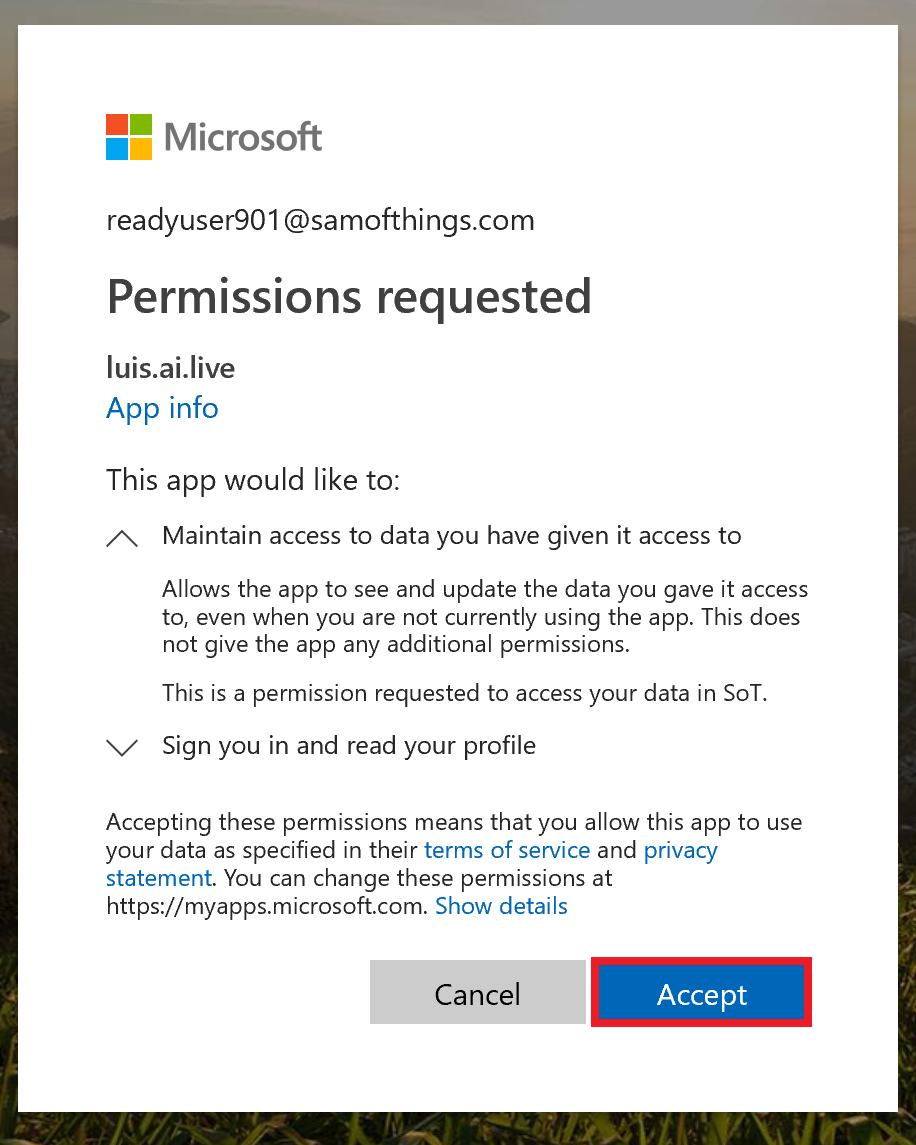 Microsoft
readyuser901@samofthings.com
Permissions requested
luis.ai.live
App info
This app would like to:
Maintain access to data you have given it access to
Allows the app to see and update the data you gave it access
to, even when you are not currently using the app. This does
not give the app any additional permissions.
This is a permission requested to access your data in SoT.
Sign you in and read your profile
Accepting these permissions means that you allow this app to use
your data as specified in their terms of service and privacy
statement. You can change these permissions at
https://myapps.microsoft.com. Show details
Cancel Accept